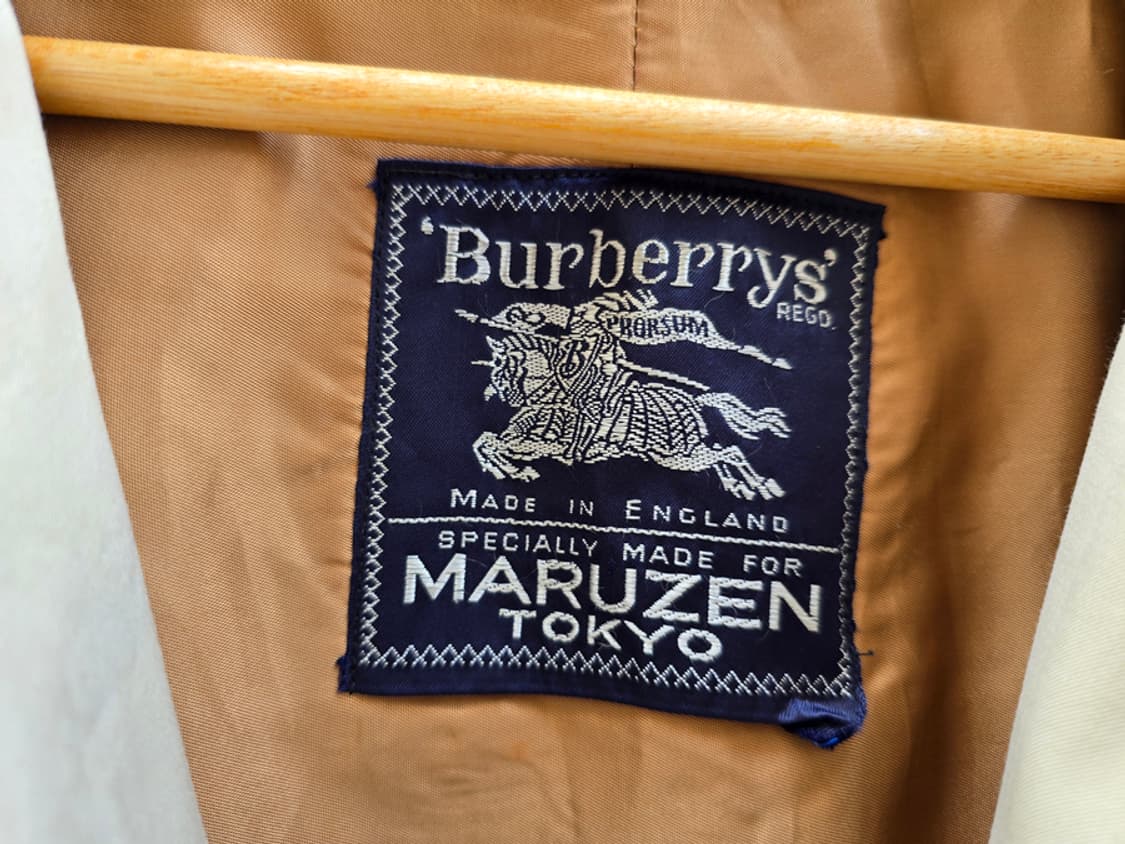 'Burberrys'
REGD.
PRORSUM
B
MADE IN ENGLAND
SPECIALLY MADE FOR
MARUZEN
TOKYO